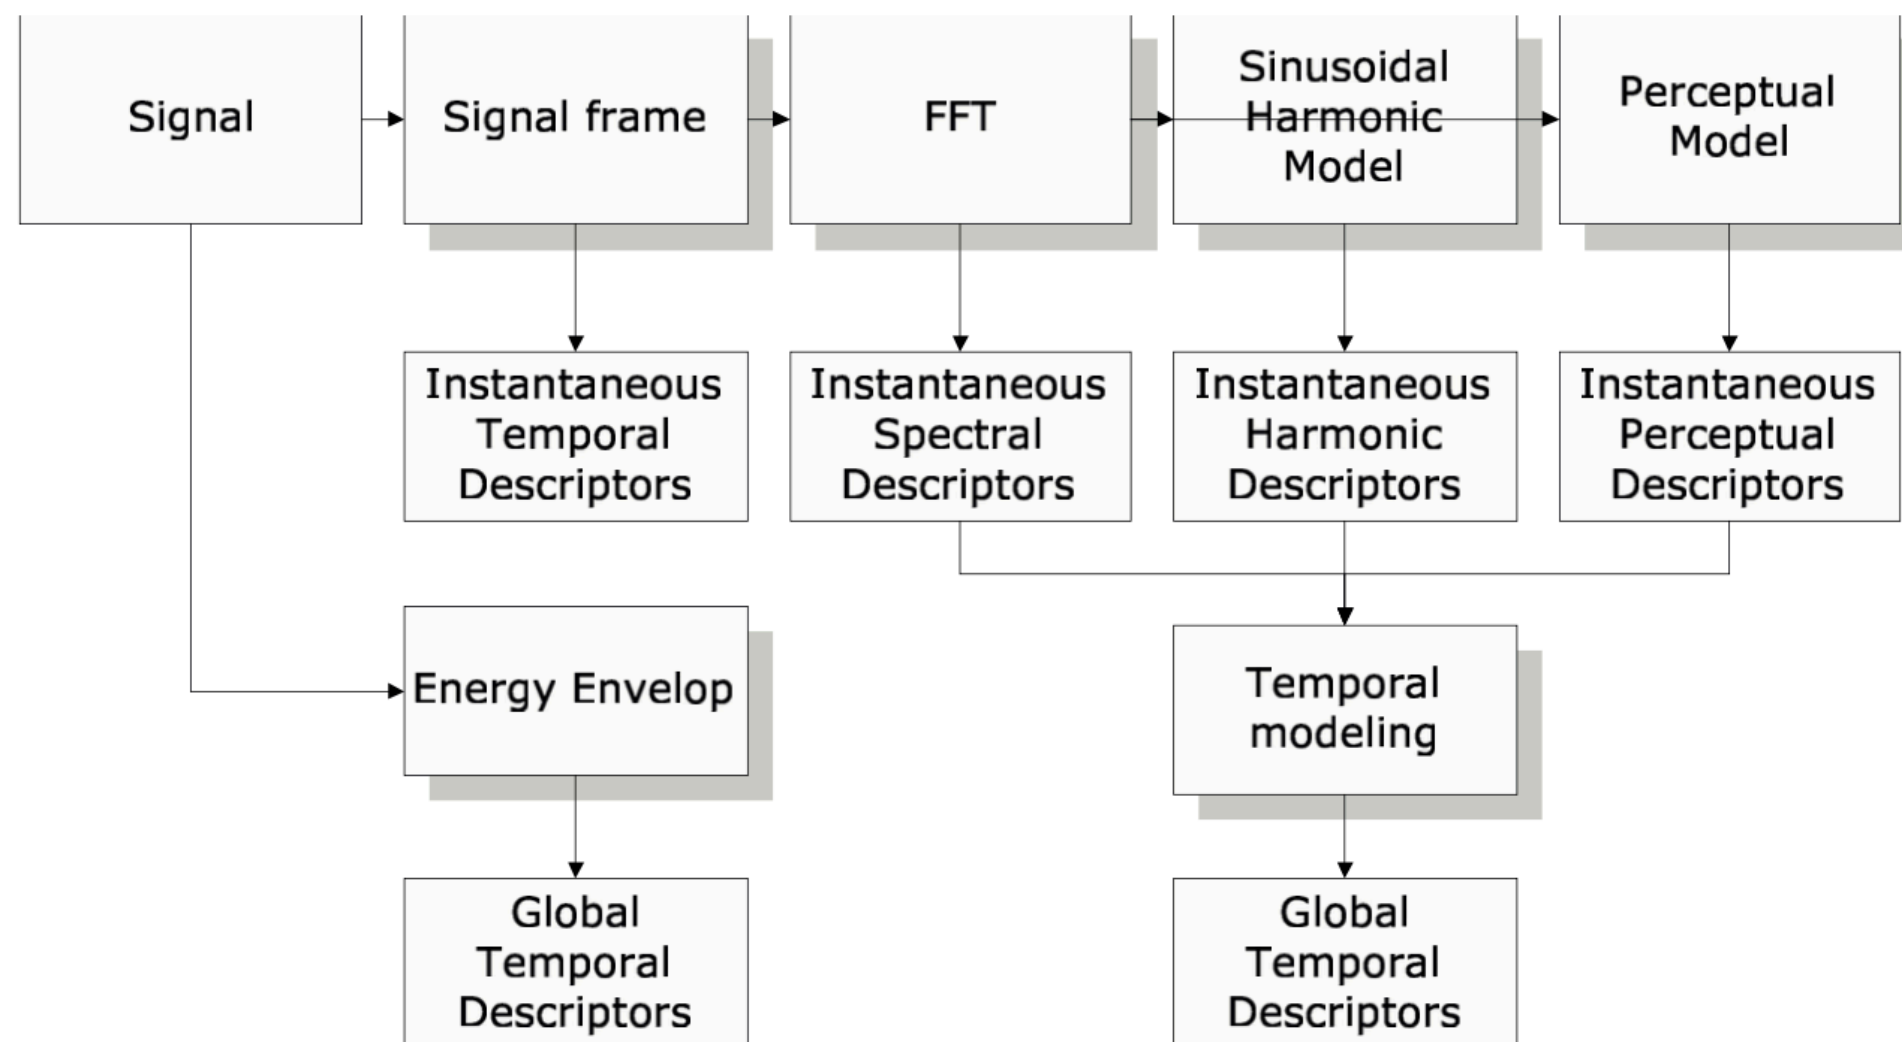 Signal
Signal frame
FFT
Sinusoidal
Harmonic
Model
Perceptual
Model
Instantaneous
Temporal
Descriptors
Instantaneous
Spectral
Descriptors
Instantaneous
Harmonic
Descriptors
Instantaneous
Perceptual
Descriptors
Energy Envelop
Temporal
modeling
Global
Temporal
Descriptors
Global
Temporal
Descriptors